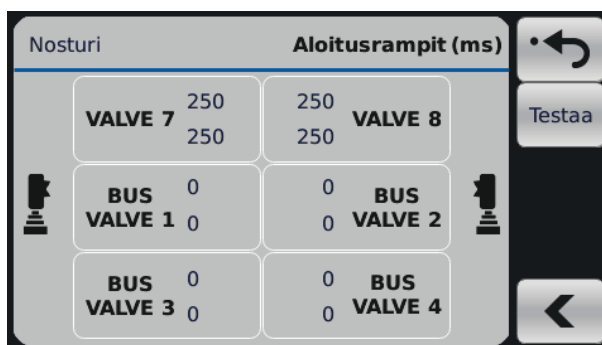 Nosturi Aloitusrampit (ms)
Testaa
VALVE 7 250 250
250 250 VALVE 8
BUS VALVE 1 0 0
0 0 BUS VALVE 2
BUS VALVE 3 0 0
0 0 BUS VALVE 4